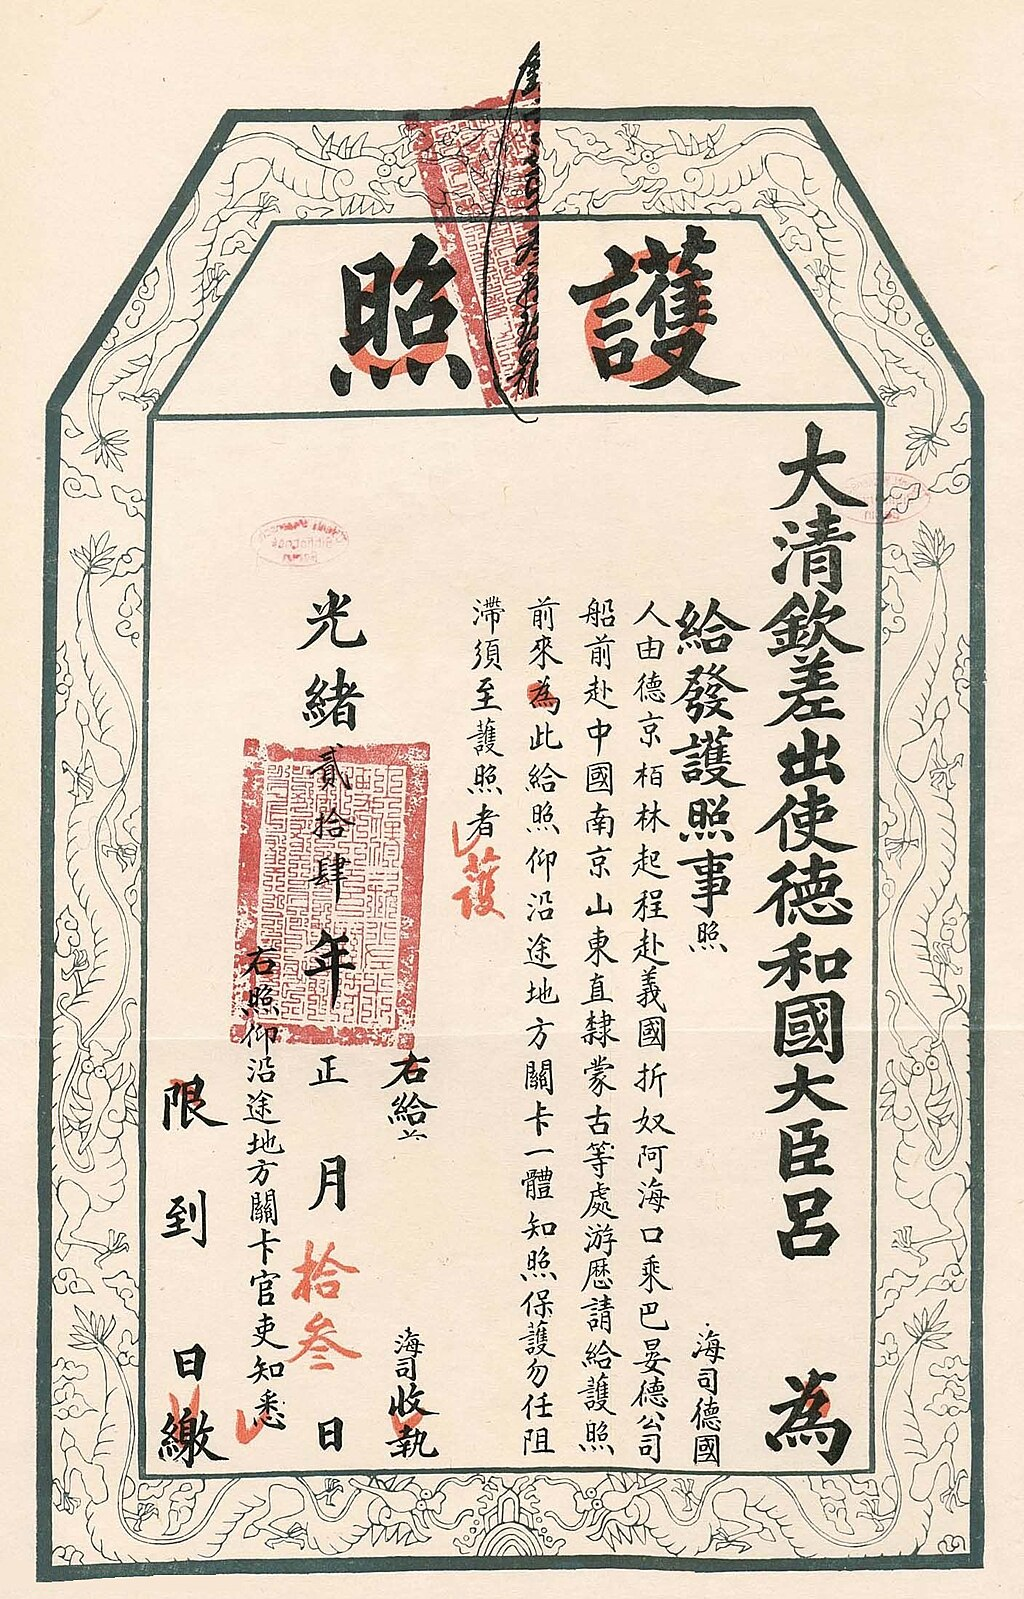 護照
大清欽差出使德和國大臣呂 為
給發護照事照 海司德國
人由德京栢林起程赴義國折奴阿海口乘巴晏德公司
船前赴中國南京山東直隸蒙古等處游歷請給護照
前來為此給照仰沿途地方關卡一體知照保護勿任阻
滯須至護照者
護
右給 海司收執
光緒貳拾肆年正月拾叁日
右照仰沿途地方關卡官吏知悉
限到 日繳